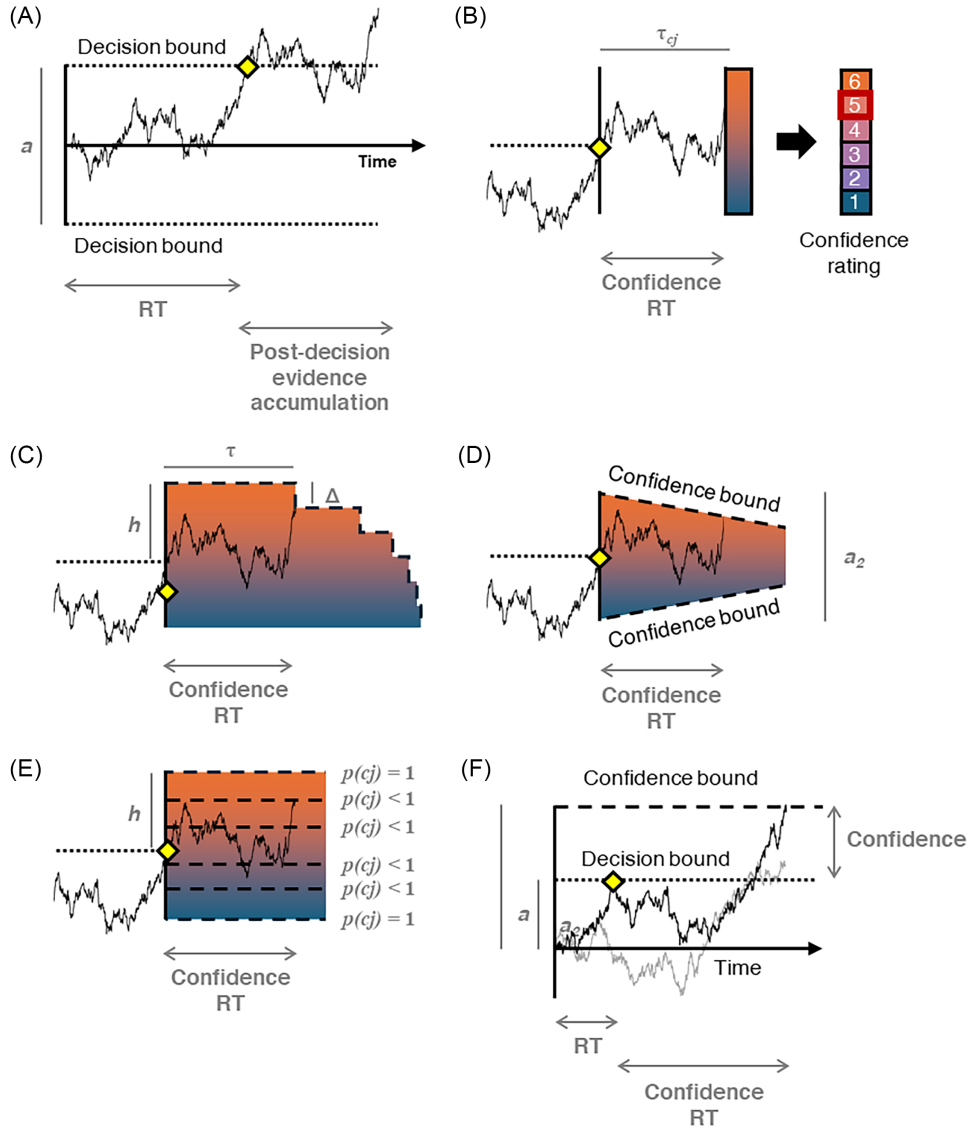 (A)
Decision bound
a
Time
Decision bound
RT
Post-decision
evidence
accumulation
(B)
τcj
6
5
4
3
2
1
Confidence
rating
Confidence
RT
(C)
τ
Δ
h
Confidence
RT
(D)
Confidence bound
a2
Confidence bound
Confidence
RT
(E)
h
p(cj) = 1
p(cj) < 1
p(cj) < 1
p(cj) < 1
p(cj) < 1
p(cj) = 1
Confidence
RT
(F)
Confidence bound
Confidence
Decision bound
a
a2
Time
RT
Confidence
RT